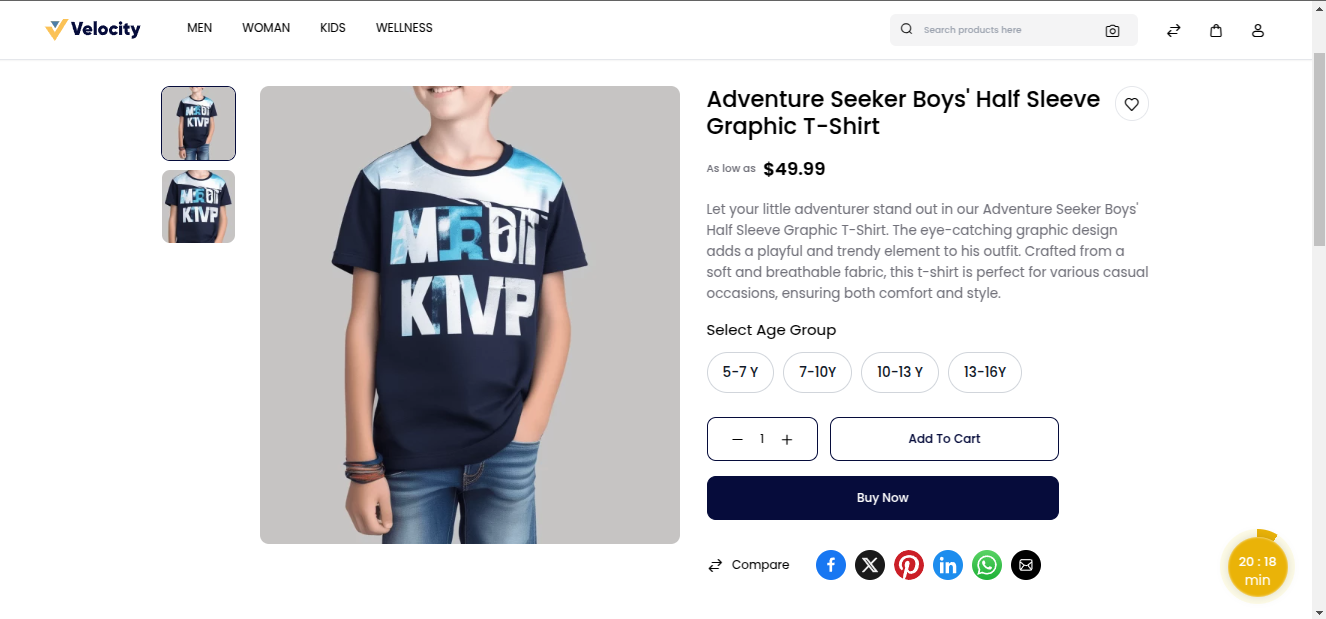 Velocity
MEN WOMAN KIDS WELLNESS
Search products here
Adventure Seeker Boys' Half Sleeve
Graphic T-Shirt
As low as $49.99
Let your little adventurer stand out in our Adventure Seeker Boys'
Half Sleeve Graphic T-Shirt. The eye-catching graphic design
adds a playful and trendy element to his outfit. Crafted from a
soft and breathable fabric, this t-shirt is perfect for various casual
occasions, ensuring both comfort and style.
Select Age Group
5-7 Y 7-10Y 10-13 Y 13-16Y
1 Add To Cart
Buy Now
Compare
20 : 18
min